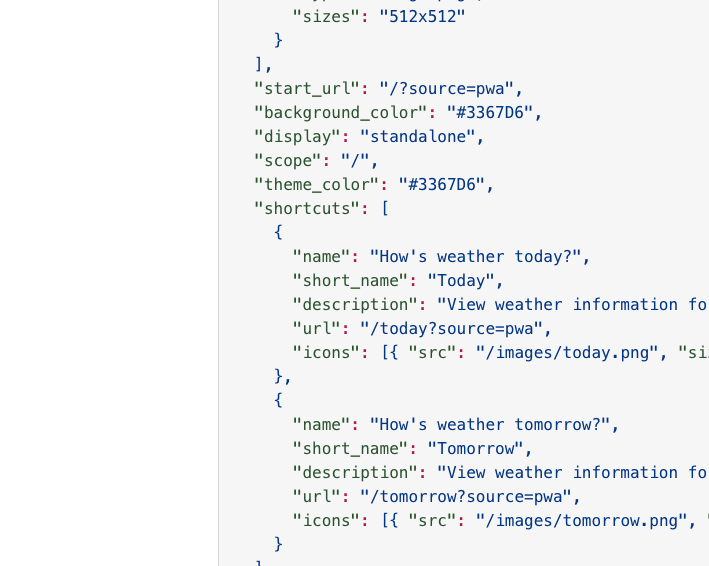 "sizes": "512x512"
}
],
"start_url": "/?source=pwa",
"background_color": "#3367D6",
"display": "standalone",
"scope": "/",
"theme_color": "#3367D6",
"shortcuts": [
{
"name": "How's weather today?",
"short_name": "Today",
"description": "View weather information fo
"url": "/today?source=pwa",
"icons": [{ "src": "/images/today.png", "si
},
{
"name": "How's weather tomorrow?",
"short_name": "Tomorrow",
"description": "View weather information fo
"url": "/tomorrow?source=pwa",
"icons": [{ "src": "/images/tomorrow.png", "
}